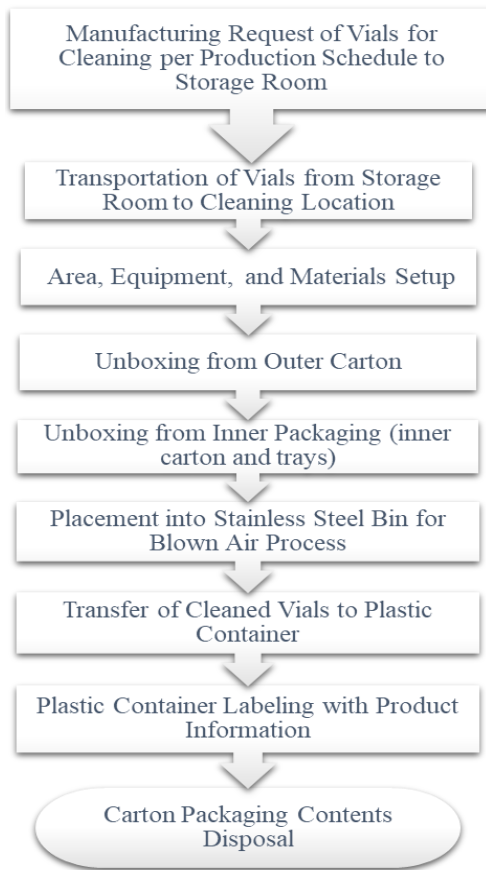 Manufacturing Request of Vials for
Cleaning per Production Schedule to
Storage Room
Transportation of Vials from Storage
Room to Cleaning Location
Area, Equipment, and Materials Setup
Unboxing from Outer Carton
Unboxing from Inner Packaging (inner
carton and trays)
Placement into Stainless Steel Bin for
Blown Air Process
Transfer of Cleaned Vials to Plastic
Container
Plastic Container Labeling with Product
Information
Carton Packaging Contents
Disposal